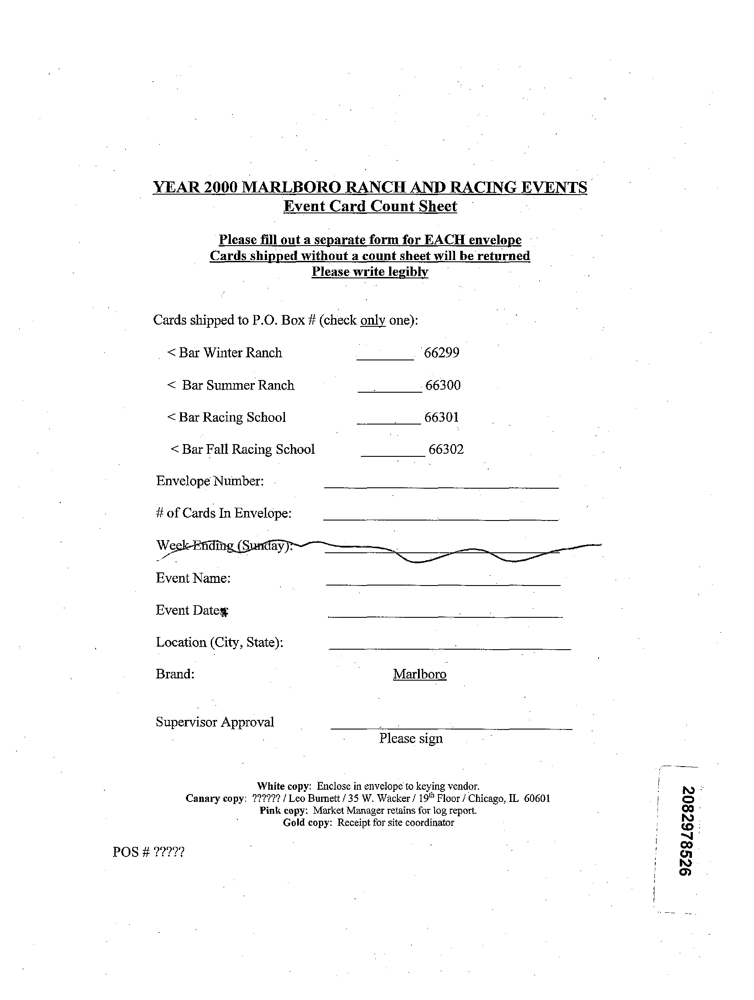 YEAR 2000 MARLBORO RANCH AND RACING EVENTS
Event Card Count Sheet
Please fill out a separate form for EACH envelope
Cards shipped without a count sheet will be returned
Please write legibly
Cards shipped to P.O. Box # (check only one):
< Bar Winter Ranch ________ 66299
< Bar Summer Ranch ________ 66300
< Bar Racing School ________ 66301
< Bar Fall Racing School ________ 66302
Envelope Number:
# of Cards In Envelope:
Week Ending (Sunday):
Event Name:
Event Date:
Location (City, State):
Brand: Marlboro
Supervisor Approval
Please sign
White copy: Enclose in envelope to keying vendor.
Canary copy: ?????? / Leo Burnett / 35 W. Wacker / 19th Floor / Chicago, IL 60601
Pink copy: Market Manager retains for log report.
Gold copy: Receipt for site coordinator
POS # ?????
2082978526